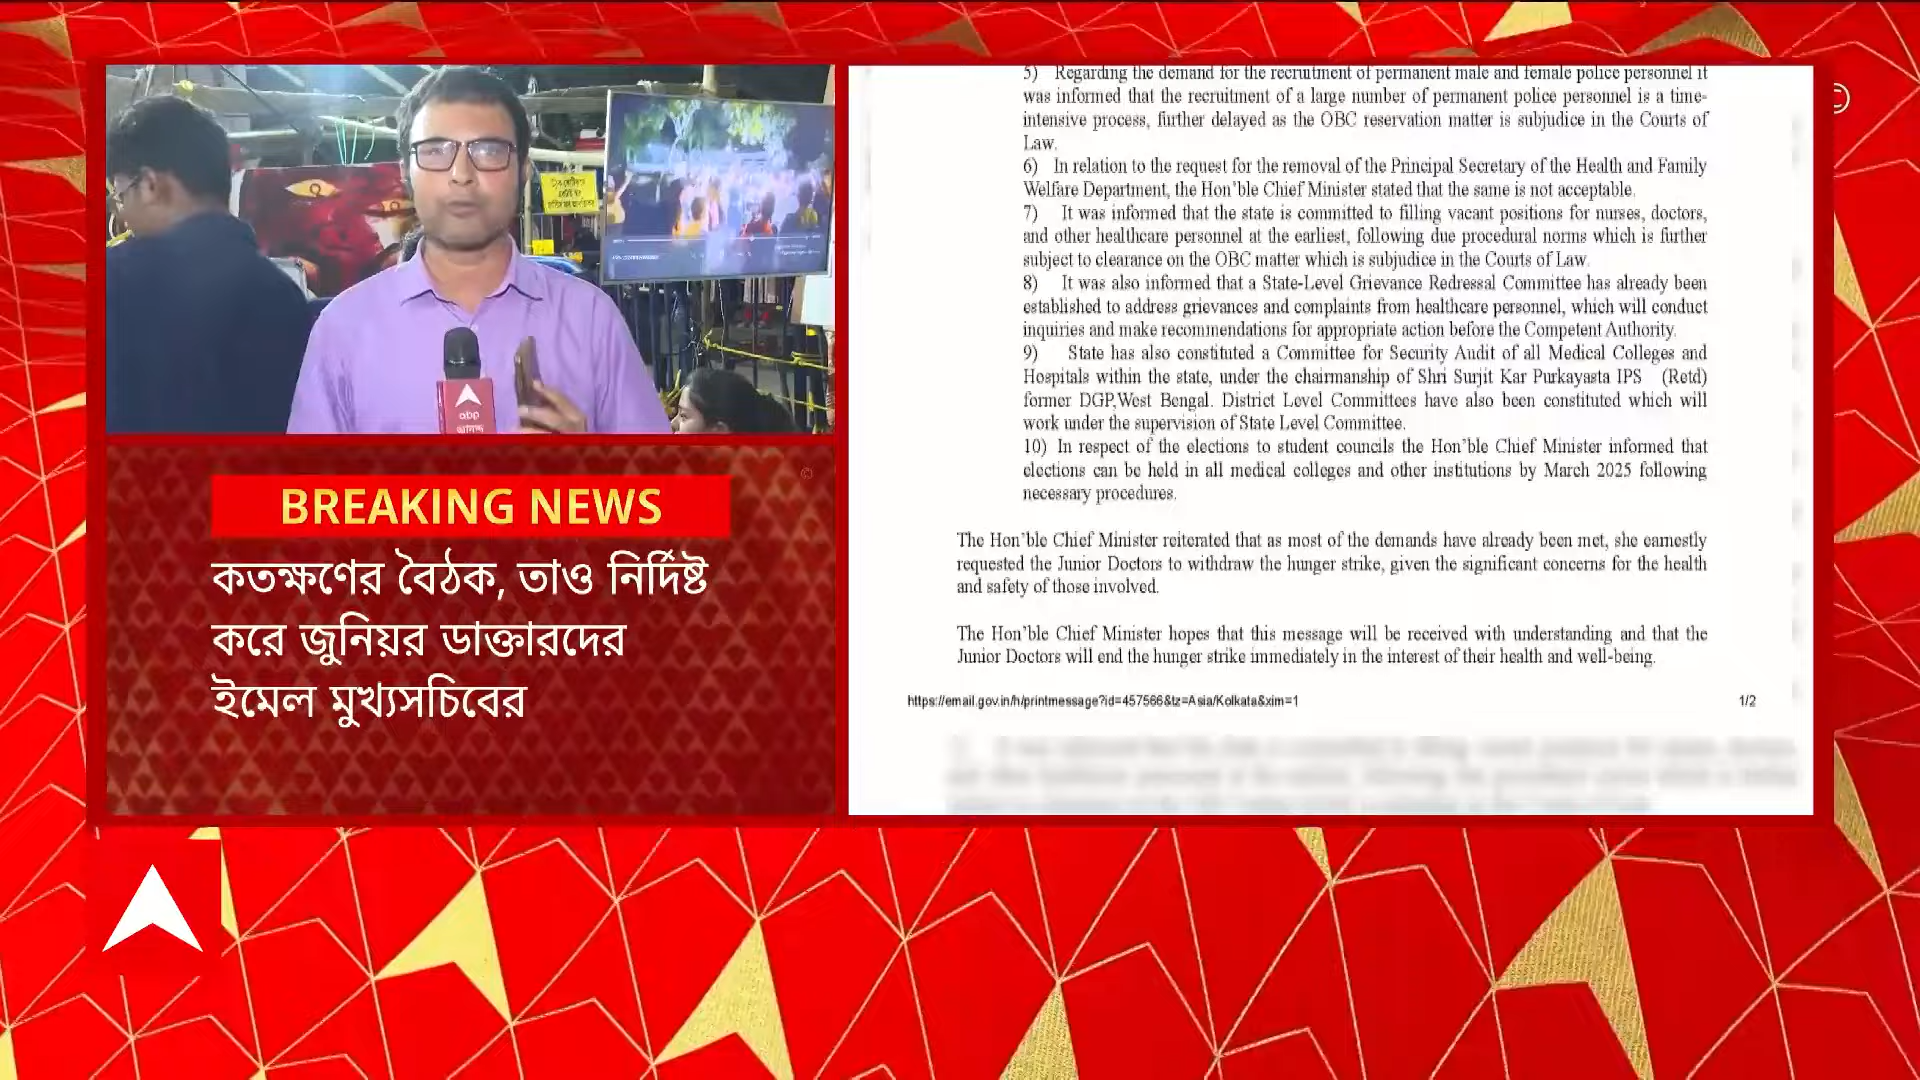 abp
আনন্দ
BREAKING NEWS
কতক্ষণের বৈঠক, তাও নির্দিষ্ট
করে জুনিয়র ডাক্তারদের
ইমেল মুখ্যসচিবের
5) Regarding the demand for the recruitment of permanent male and female police personnel it
was informed that the recruitment of a large number of permanent police personnel is a time-
intensive process, further delayed as the OBC reservation matter is subjudice in the Courts of
Law.
6) In relation to the request for the removal of the Principal Secretary of the Health and Family
Welfare Department, the Hon'ble Chief Minister stated that the same is not acceptable.
7) It was informed that the state is committed to filling vacant positions for nurses, doctors,
and other healthcare personnel at the earliest, following due procedural norms which is further
subject to clearance on the OBC matter which is subjudice in the Courts of Law.
8) It was also informed that a State-Level Grievance Redressal Committee has already been
established to address grievances and complaints from healthcare personnel, which will conduct
inquiries and make recommendations for appropriate action before the Competent Authority.
9) State has also constituted a Committee for Security Audit of all Medical Colleges and
Hospitals within the state, under the chairmanship of Shri Surjit Kar Purkayasta IPS (Retd)
former DGP,West Bengal. District Level Committees have also been constituted which will
work under the supervision of State Level Committee.
10) In respect of the elections to student councils the Hon'ble Chief Minister informed that
elections can be held in all medical colleges and other institutions by March 2025 following
necessary procedures.
The Hon'ble Chief Minister reiterated that as most of the demands have already been met, she earnestly
requested the Junior Doctors to withdraw the hunger strike, given the significant concerns for the health
and safety of those involved.
The Hon'ble Chief Minister hopes that this message will be received with understanding and that the
Junior Doctors will end the hunger strike immediately in the interest of their health and well-being.
https://email.gov.in/h/printmessage?id=457566&tz=Asia/Kolkata&xim=1 1/2